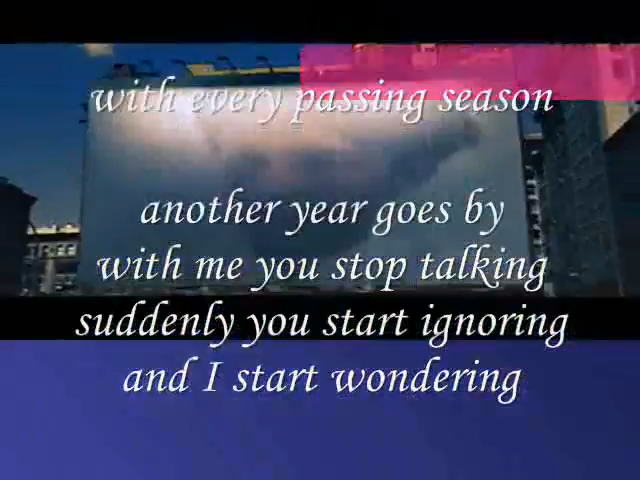 with every passing season
another year goes by
with me you stop talking
suddenly you start ignoring
and I start wondering